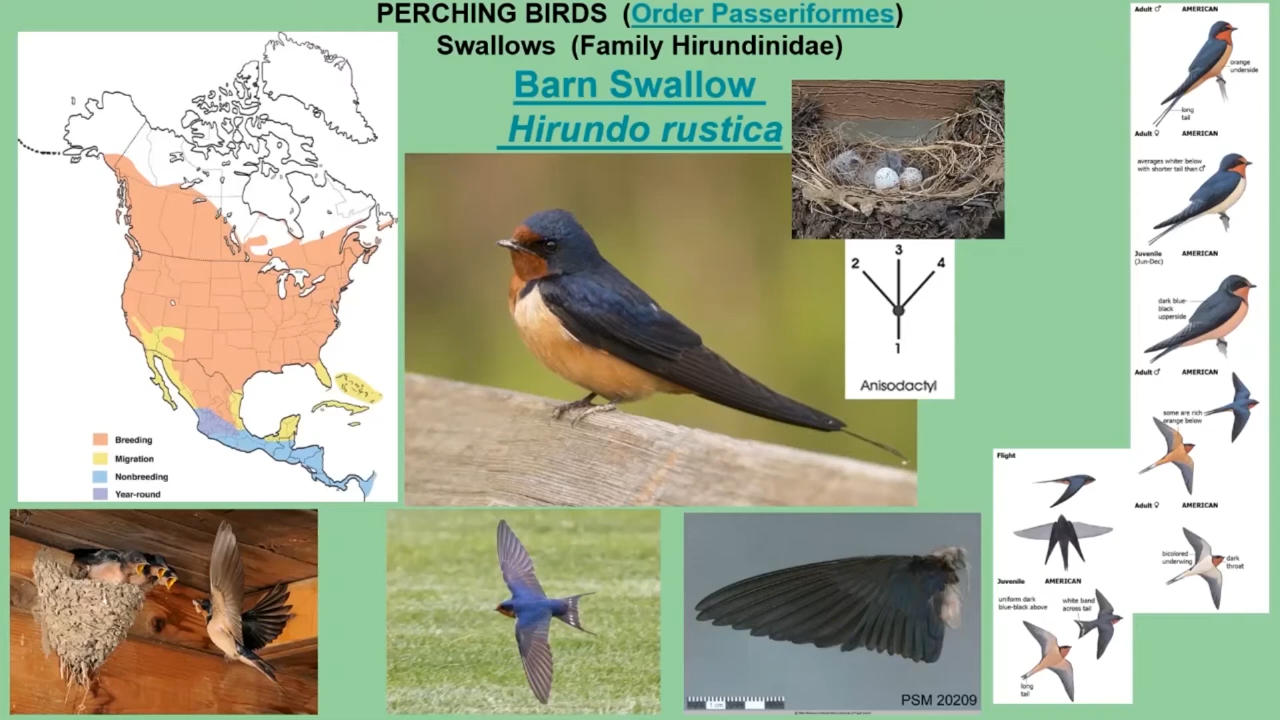 PERCHING BIRDS (Order Passeriformes)
Swallows (Family Hirundinidae)
Barn Swallow
Hirundo rustica
Breeding
Migration
Nonbreeding
Year-round
2 3 4
1
Anisodactyl
1 cm
PSM 20209
Adult ♂ AMERICAN
orange
underside
long
tail
Adult ♀ AMERICAN
averages whiter below
with shorter tail than ♂
Juvenile AMERICAN
(Jun-Dec)
dark blue-
black
upperside
Adult ♂ AMERICAN
some are rich
orange below
Adult ♀ AMERICAN
bicolored
underwing
dark
throat
Flight
Juvenile AMERICAN
uniform dark
blue-black above
white band
across tail
long
tail